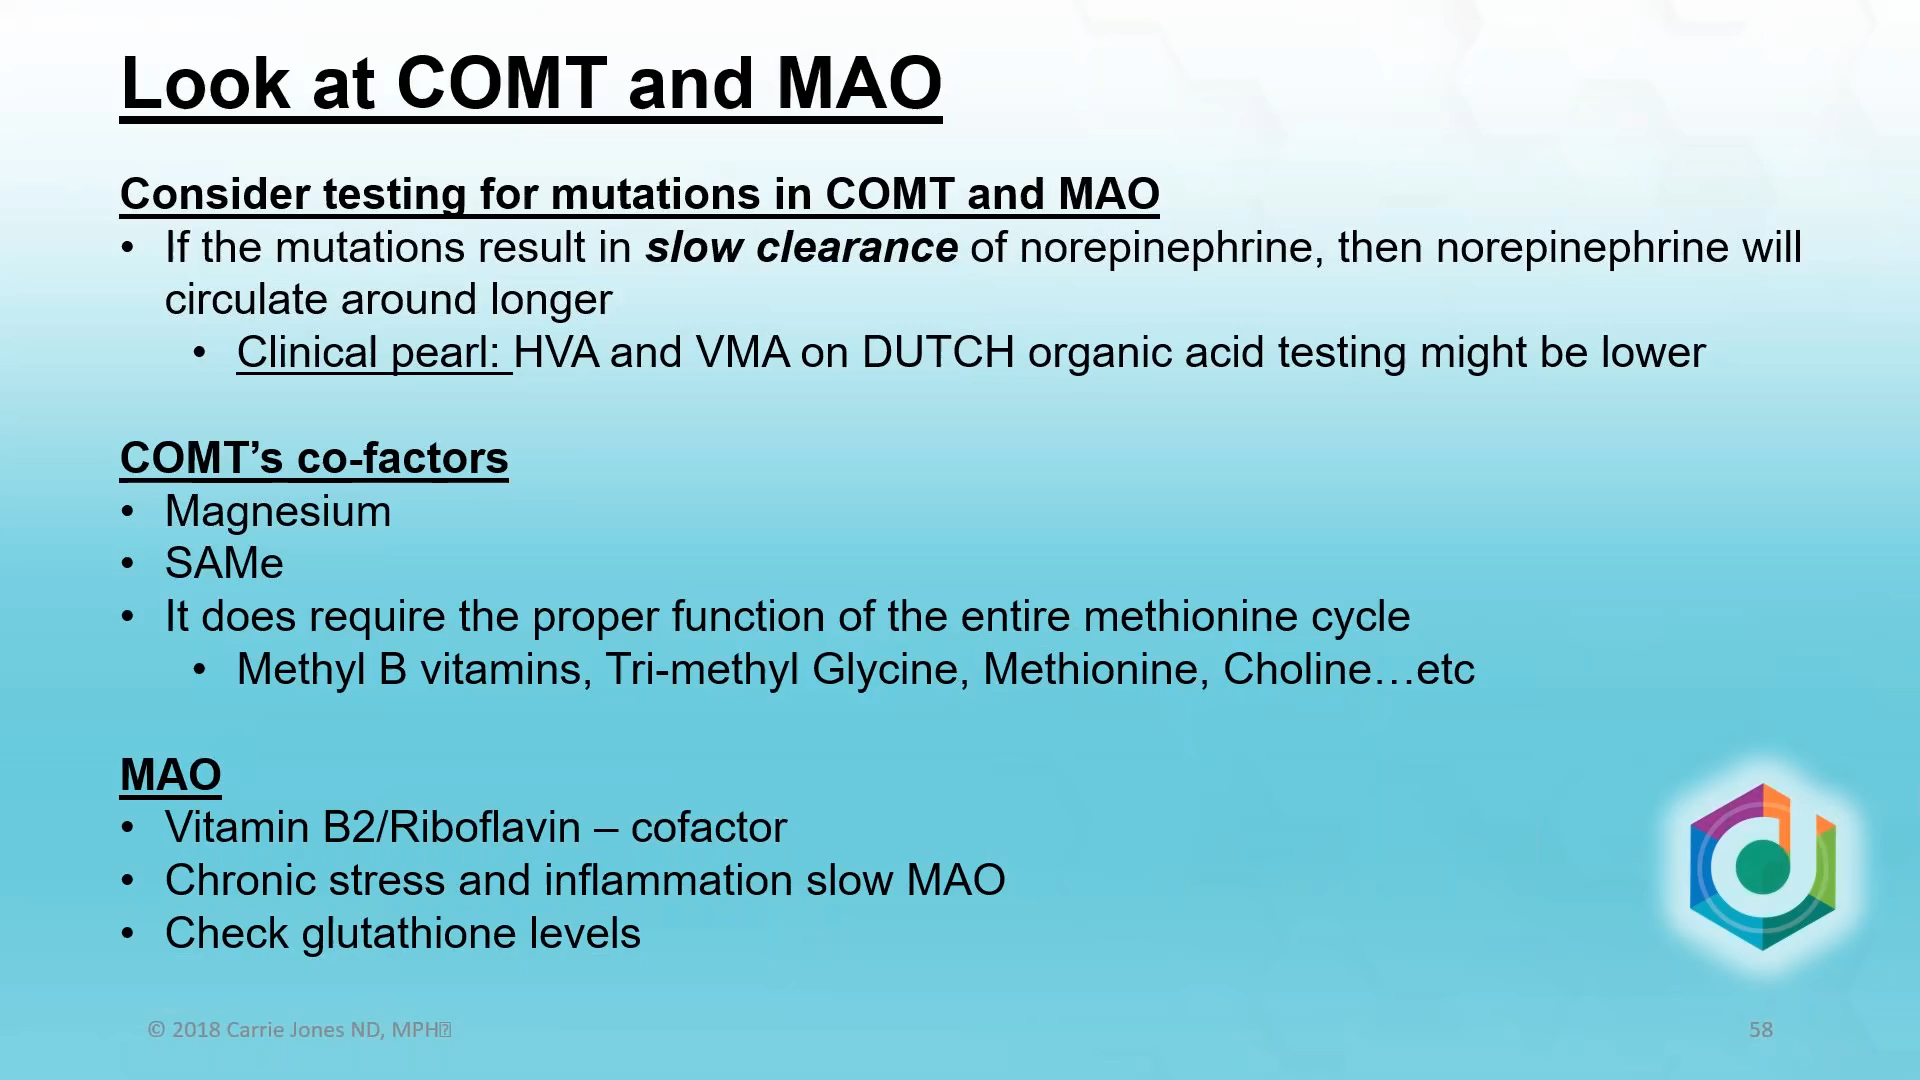 Look at COMT and MAO
Consider testing for mutations in COMT and MAO
• If the mutations result in slow clearance of norepinephrine, then norepinephrine will
circulate around longer
• Clinical pearl: HVA and VMA on DUTCH organic acid testing might be lower
COMT’s co-factors
• Magnesium
• SAMe
• It does require the proper function of the entire methionine cycle
• Methyl B vitamins, Tri-methyl Glycine, Methionine, Choline…etc
MAO
• Vitamin B2/Riboflavin – cofactor
• Chronic stress and inflammation slow MAO
• Check glutathione levels
© 2018 Carrie Jones ND, MPH
58